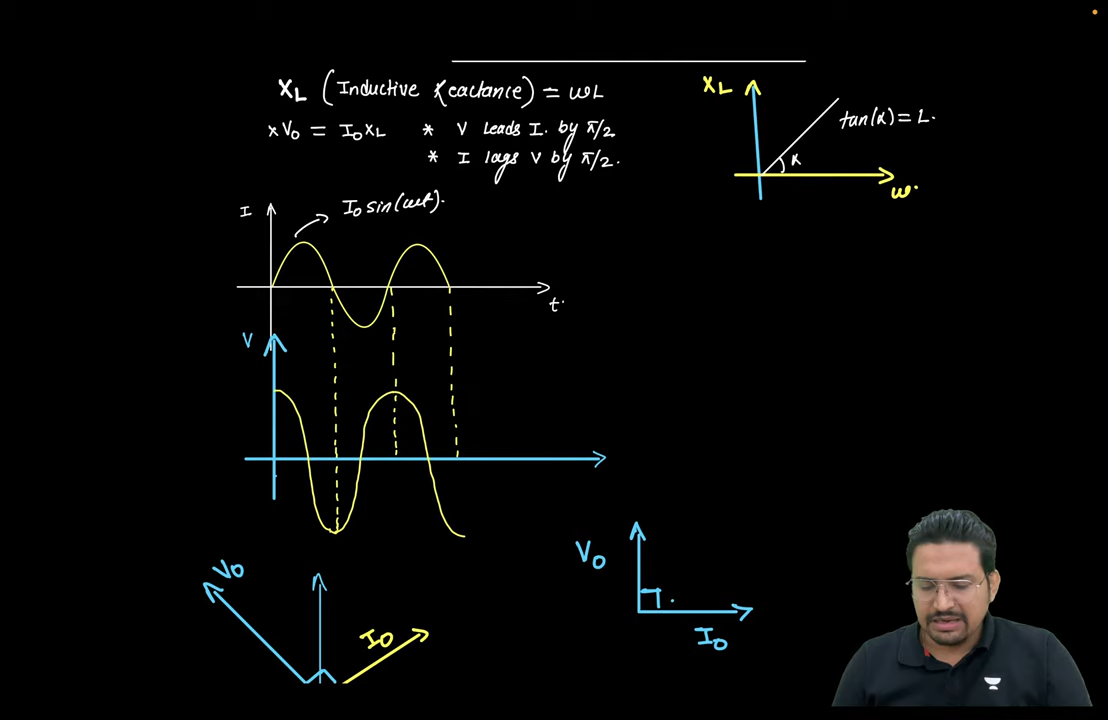 X_L (Inductive Reactance) = ωL
* V₀ = I₀X_L * V leads I. by π/2
* I lags V by π/2.
X_L
tan(α) = L.
α
ω.
I
I₀ sin(ωt).
t.
V
V₀
I₀
V₀
I₀